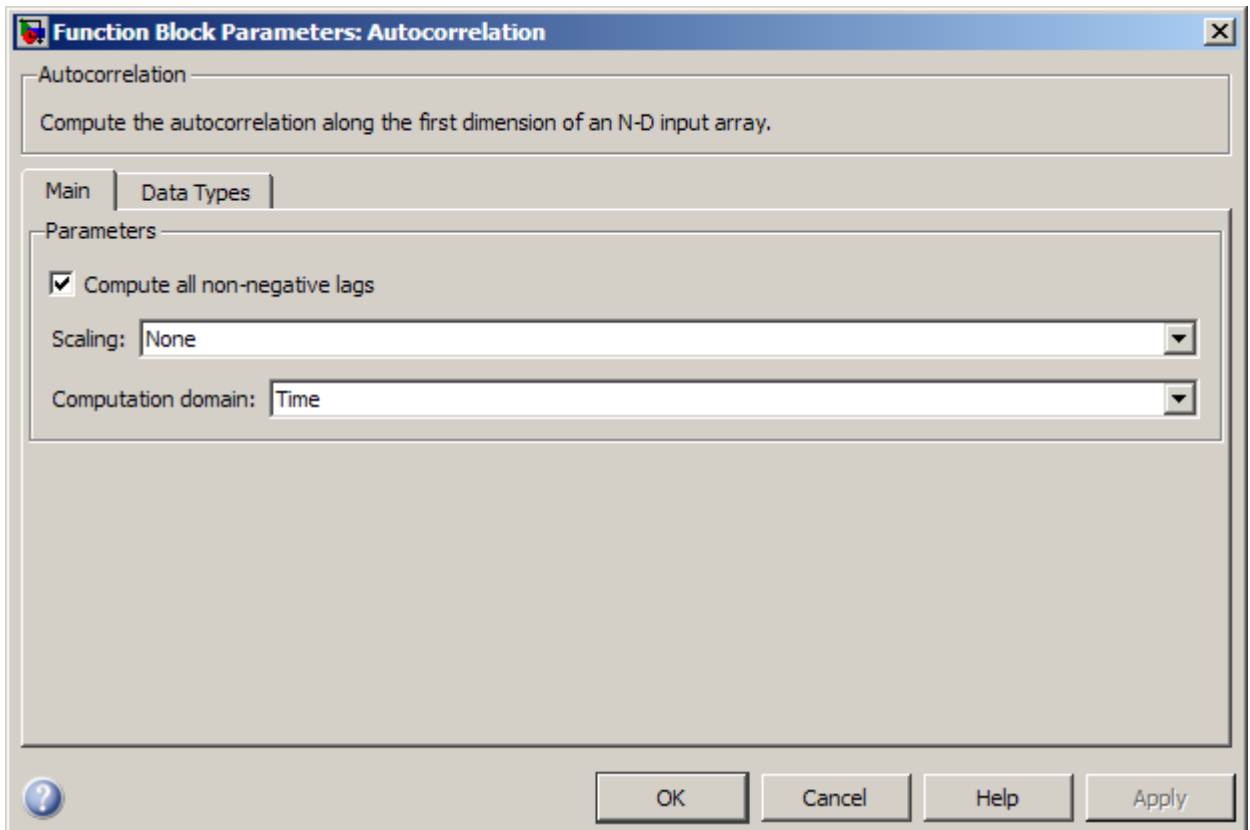 Function Block Parameters: Autocorrelation
Autocorrelation
Compute the autocorrelation along the first dimension of an N-D input array.
Main Data Types
Parameters
Compute all non-negative lags
Scaling: None
Computation domain: Time
OK Cancel Help Apply